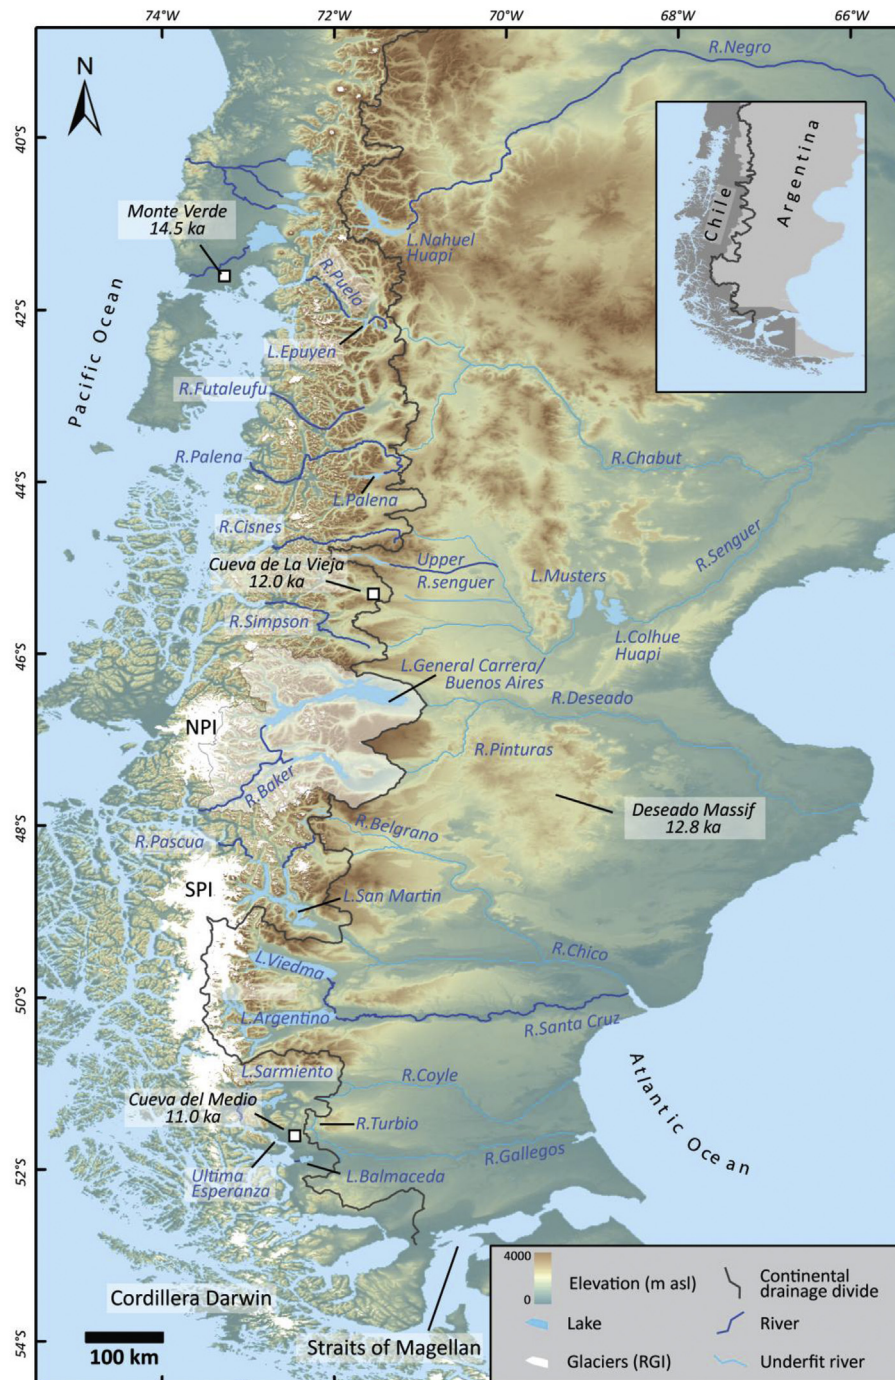 74°W
72°W
70°W
68°W
66°W
N
R.Negro
40°S
Chile
Argentina
Monte Verde
14.5 ka
L.Nahuel
Huapi
R.Puelo
42°S
Pacific Ocean
L.Epuyen
R.Futaleufu
R.Palena
R.Chabut
44°S
L.Palena
R.Cisnes
R.Senguer
Cueva de La Vieja
12.0 ka
Upper
R.senguer
L.Musters
R.Simpson
L.Colhue
Huapi
46°S
L.General Carrera/
Buenos Aires
R.Deseado
NPI
R.Pinturas
R.Baker
Deseado Massif
12.8 ka
48°S
R.Belgrano
R.Pascua
SPI
L.San Martin
R.Chico
L.Viedma
50°S
L.Argentino
R.Santa Cruz
L.Sarmiento
R.Coyle
Atlantic Ocean
Cueva del Medio
11.0 ka
R.Turbio
R.Gallegos
52°S
Ultima
Esperanza
L.Balmaceda
Cordillera Darwin
Straits of Magellan
54°S
100 km
4000
0
Elevation (m asl)
Continental
drainage divide
Lake
River
Glaciers (RGI)
Underfit river